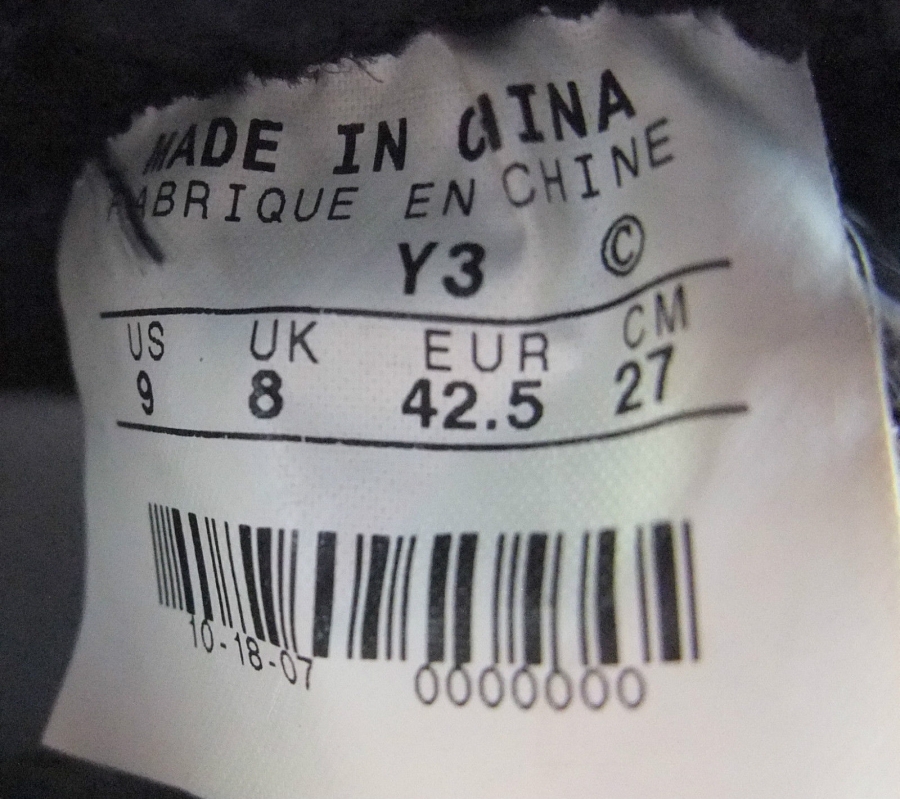 MADE IN CHINA
FABRIQUE EN CHINE
Y3 ©
US UK EUR CM
9 8 42.5 27
10-18-07 0000000